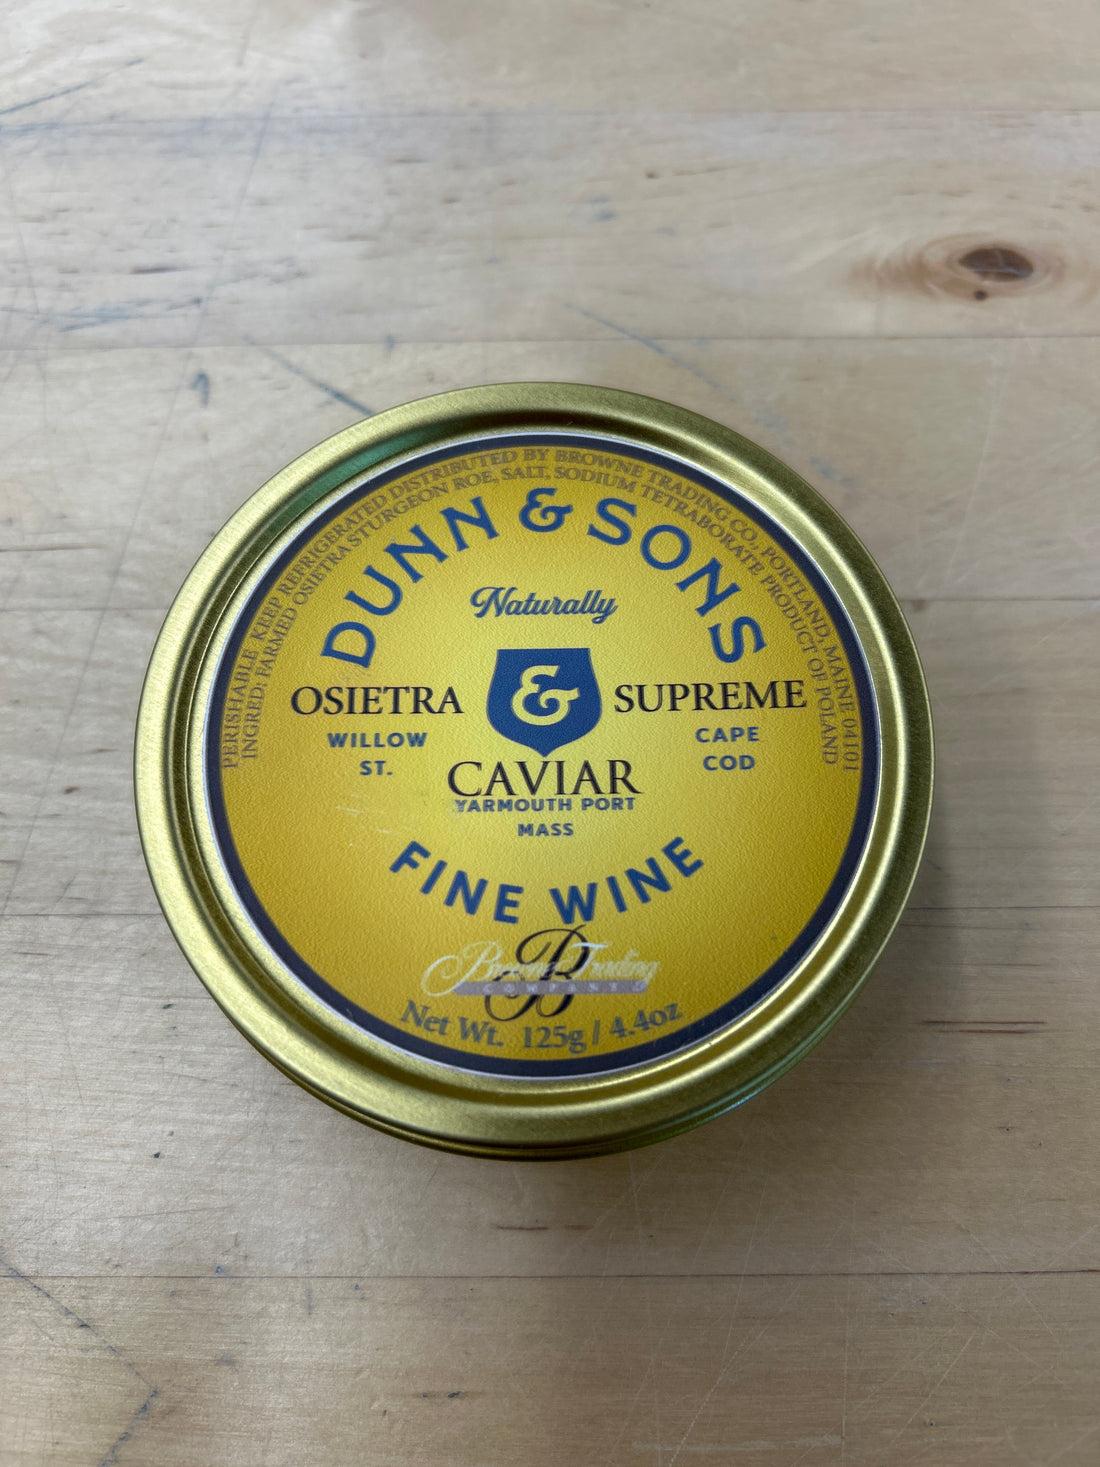 PERISHABLE KEEP REFRIGERATED DISTRIBUTED BY BROWNE TRADING CO., PORTLAND, MAINE 04101
INGRED: FARMED OSIETRA STURGEON ROE, SALT, SODIUM TETRABORATE PRODUCT OF POLAND
DUNN & SONS
Naturally
&
OSIETRA SUPREME
WILLOW
ST.
CAPE
COD
CAVIAR
YARMOUTH PORT
MASS
FINE WINE
B
Browne Trading
COMPANY
Net Wt. 125g / 4.4oz